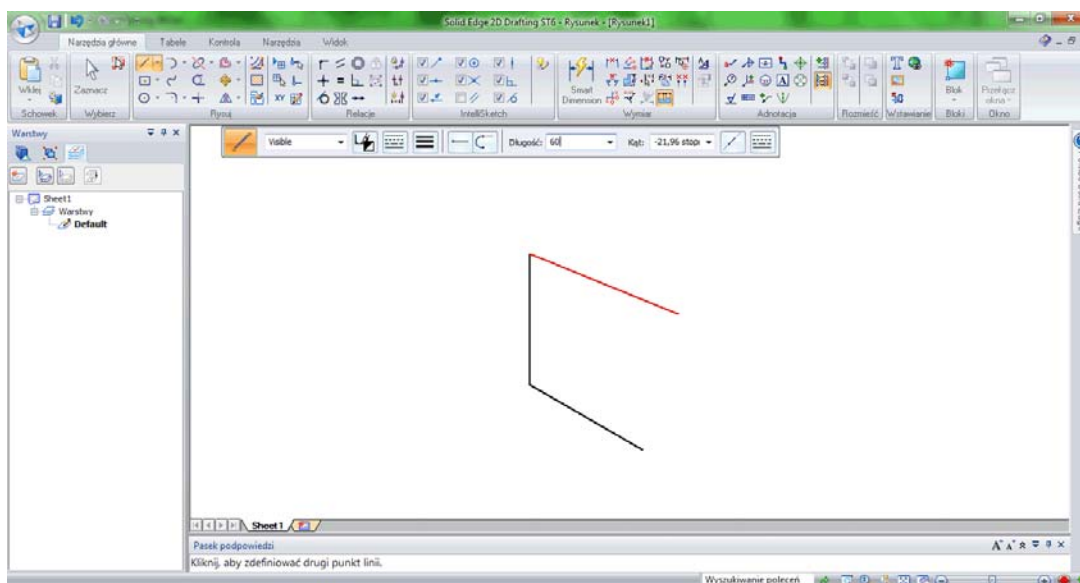 Solid Edge 2D Drafting ST6 - Rysunek - [Rysunek1]
Narzędzia główne Tabele Kontrola Narzędzia Widok
Wklej Zaznacz Smart Dimension Blok Przełącz okna
Schowek Wybierz Rysuj Relacje IntelliSketch Wymiar Adnotacja Roznieść Wstawianie Bloki Okno
Warstwy
Visible Długość: 60 Kąt: -21,96 stopi
Sheet1
Warstwy
Default
Sheet1
Pasek podpowiedzi
Kliknij, aby zdefiniować drugi punkt linii.
Wyszukiwanie poleceń